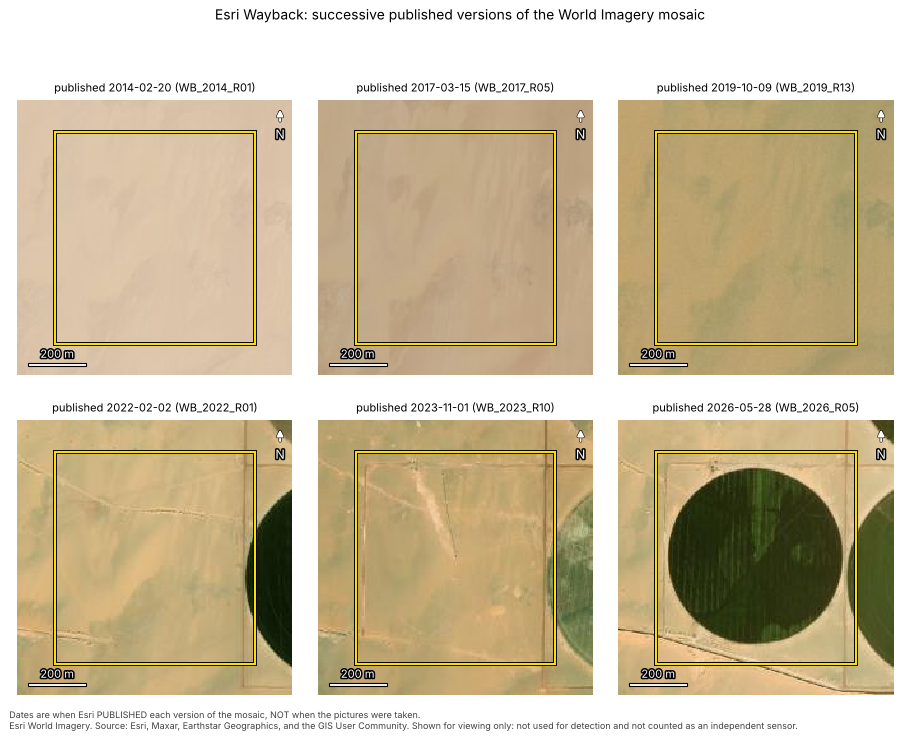 Esri Wayback: successive published versions of the World Imagery mosaic
published 2014-02-20 (WB_2014_R01)
published 2017-03-15 (WB_2017_R05)
published 2019-10-09 (WB_2019_R13)
N
N
N
200 m
200 m
200 m
published 2022-02-02 (WB_2022_R01)
published 2023-11-01 (WB_2023_R10)
published 2026-05-28 (WB_2026_R05)
N
N
N
200 m
200 m
200 m
Dates are when Esri PUBLISHED each version of the mosaic, NOT when the pictures were taken.
Esri World Imagery. Source: Esri, Maxar, Earthstar Geographics, and the GIS User Community. Shown for viewing only: not used for detection and not counted as an independent sensor.